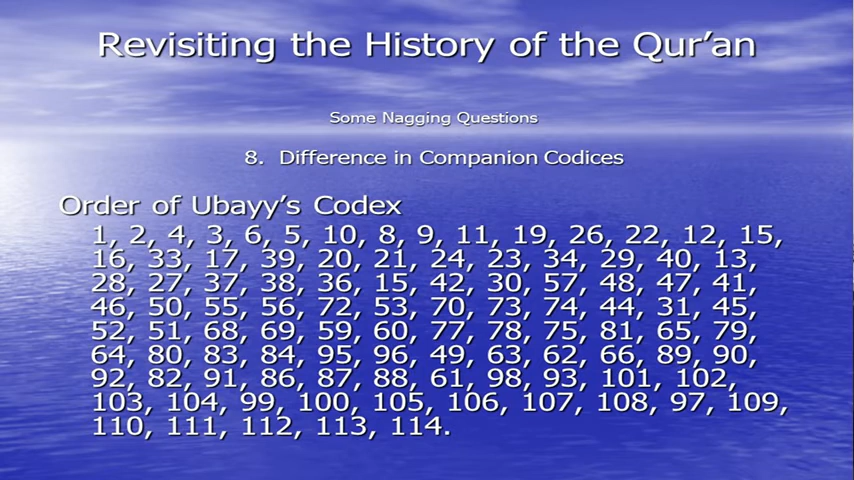 Revisiting the History of the Qur’an
Some Nagging Questions
8. Difference in Companion Codices
Order of Ubayy’s Codex
1, 2, 4, 3, 6, 5, 10, 8, 9, 11, 19, 26, 22, 12, 15,
16, 33, 17, 39, 20, 21, 24, 23, 34, 29, 40, 13,
28, 27, 37, 38, 36, 15, 42, 30, 57, 48, 47, 41,
46, 50, 55, 56, 72, 53, 70, 73, 74, 44, 31, 45,
52, 51, 68, 69, 59, 60, 77, 78, 75, 81, 65, 79,
64, 80, 83, 84, 95, 96, 49, 63, 62, 66, 89, 90,
92, 82, 91, 86, 87, 88, 61, 98, 93, 101, 102,
103, 104, 99, 100, 105, 106, 107, 108, 97, 109,
110, 111, 112, 113, 114.